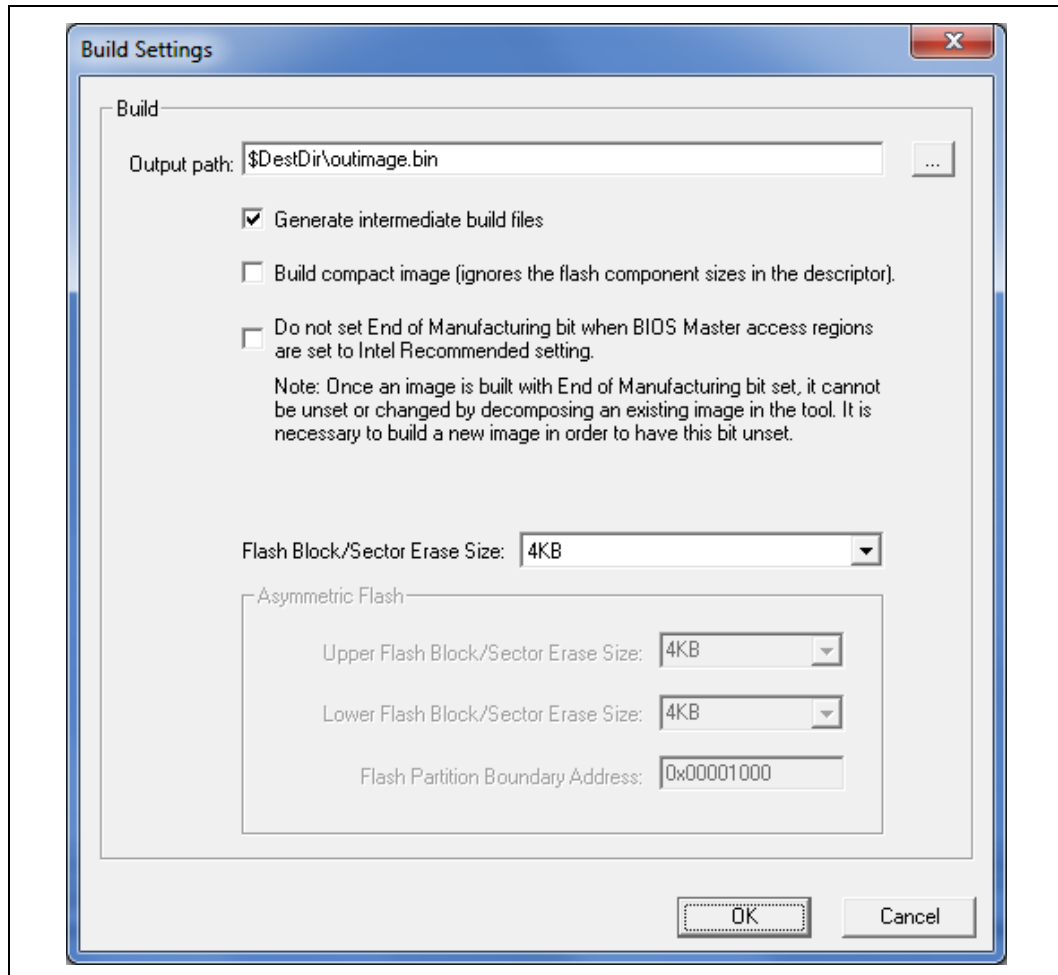 Build Settings
Build
Output path: $DestDir\outimage.bin ...
Generate intermediate build files
Build compact image (ignores the flash component sizes in the descriptor).
Do not set End of Manufacturing bit when BIOS Master access regions
are set to Intel Recommended setting.
Note: Once an image is built with End of Manufacturing bit set, it cannot
be unset or changed by decomposing an existing image in the tool. It is
necessary to build a new image in order to have this bit unset.
Flash Block/Sector Erase Size: 4KB
Asymmetric Flash
Upper Flash Block/Sector Erase Size: 4KB
Lower Flash Block/Sector Erase Size: 4KB
Flash Partition Boundary Address: 0x00001000
OK Cancel